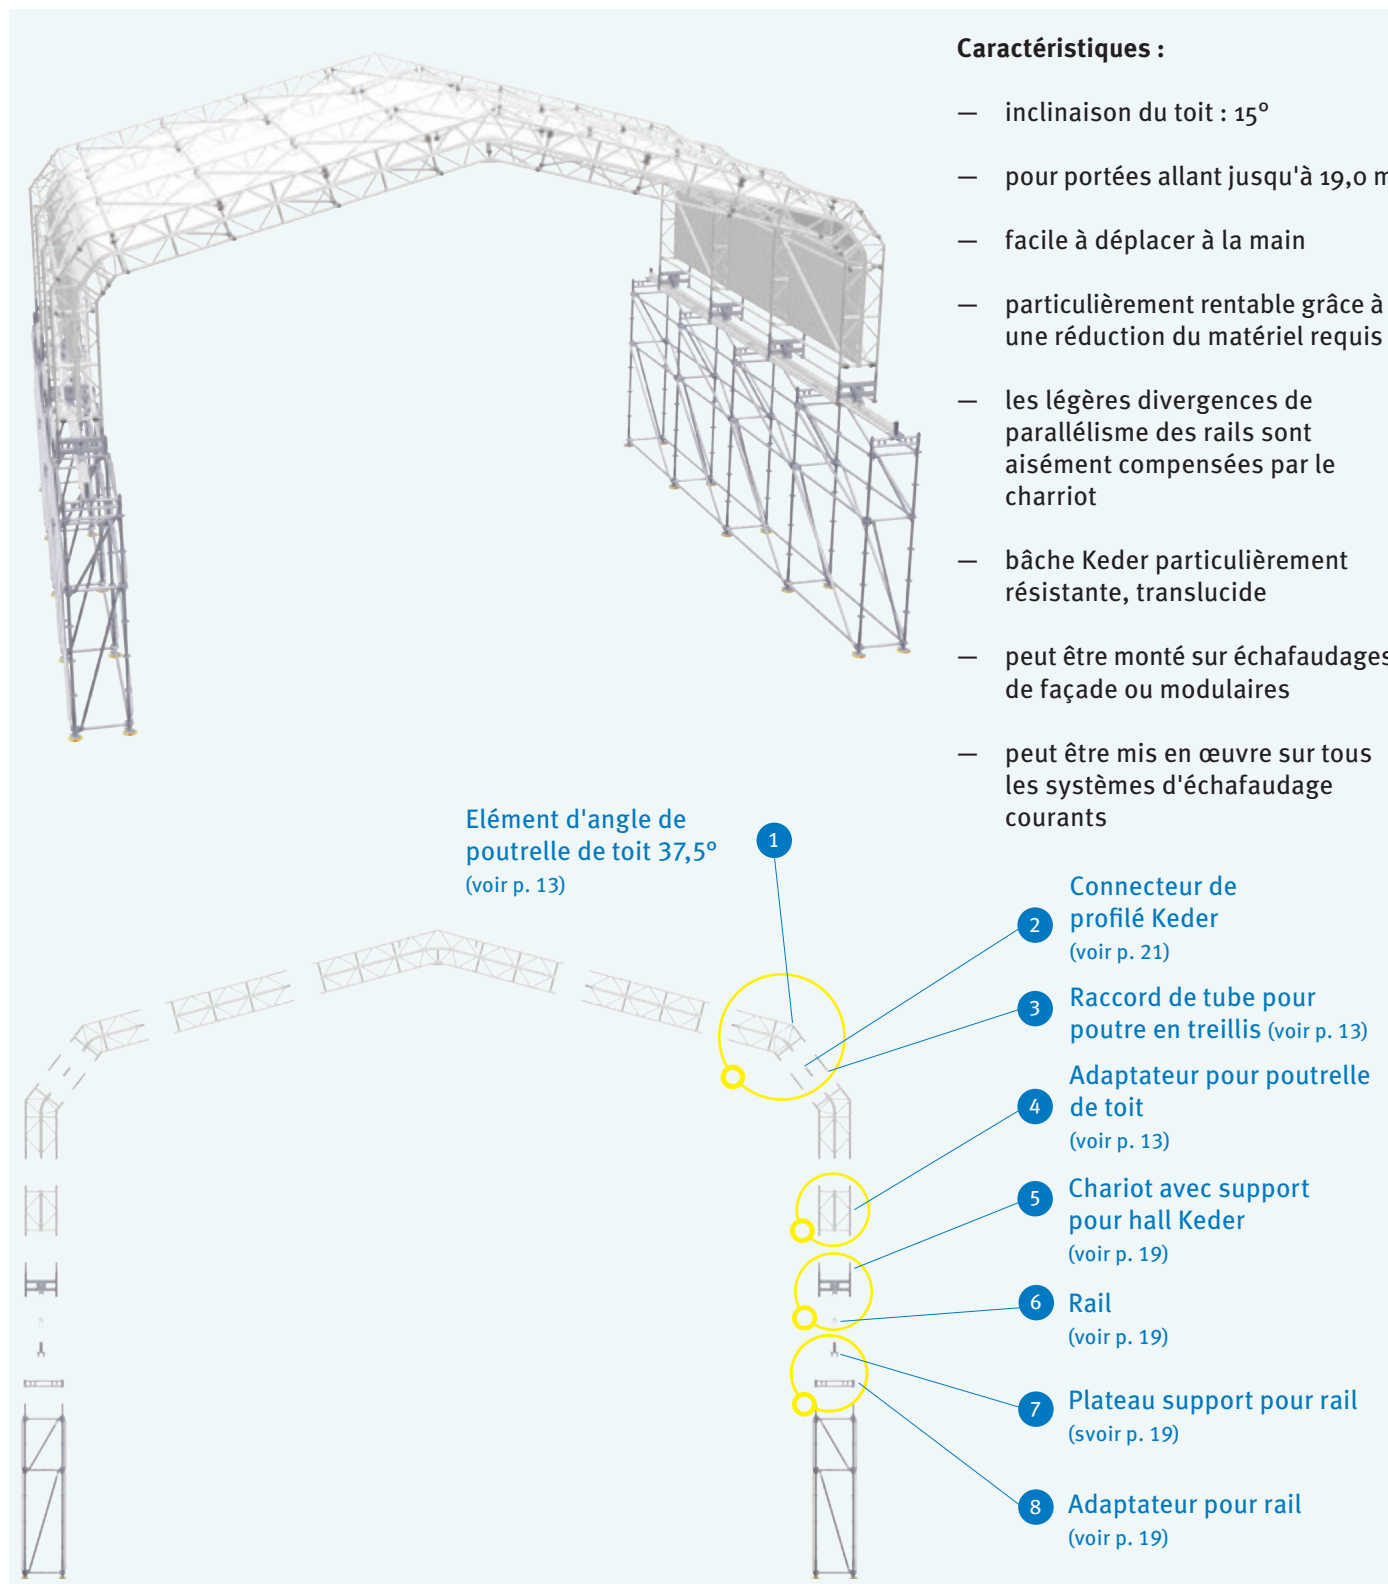 Caractéristiques :
— inclinaison du toit : 15°
— pour portées allant jusqu'à 19,0 m
— facile à déplacer à la main
— particulièrement rentable grâce à
une réduction du matériel requis
— les légères divergences de
parallélisme des rails sont
aisément compensées par le
charriot
— bâche Keder particulièrement
résistante, translucide
— peut être monté sur échafaudages
de façade ou modulaires
— peut être mis en œuvre sur tous
les systèmes d'échafaudage
courants
Elément d'angle de
poutrelle de toit 37,5°
(voir p. 13)
1
2
Connecteur de
profilé Keder
(voir p. 21)
3
Raccord de tube pour
poutre en treillis (voir p. 13)
4
Adaptateur pour poutrelle
de toit
(voir p. 13)
5
Chariot avec support
pour hall Keder
(voir p. 19)
6
Rail
(voir p. 19)
7
Plateau support pour rail
(svoir p. 19)
8
Adaptateur pour rail
(voir p. 19)